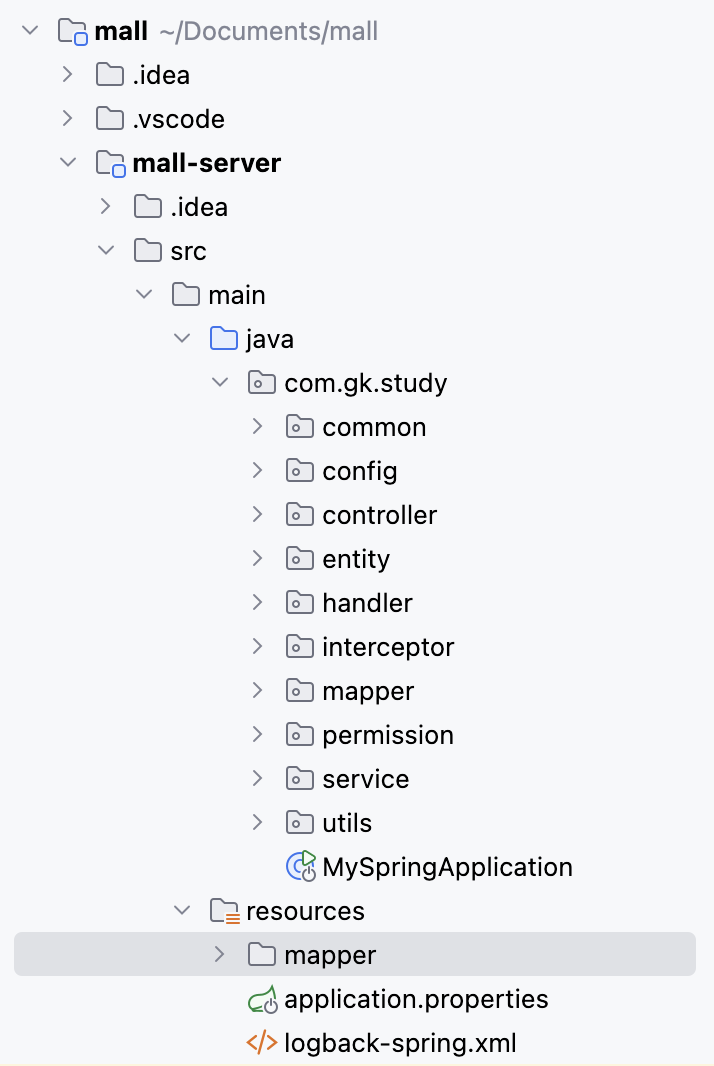 mall ~/Documents/mall
.idea
.vscode
mall-server
.idea
src
main
java
com.gk.study
common
config
controller
entity
handler
interceptor
mapper
permission
service
utils
MySpringApplication
resources
mapper
application.properties
logback-spring.xml